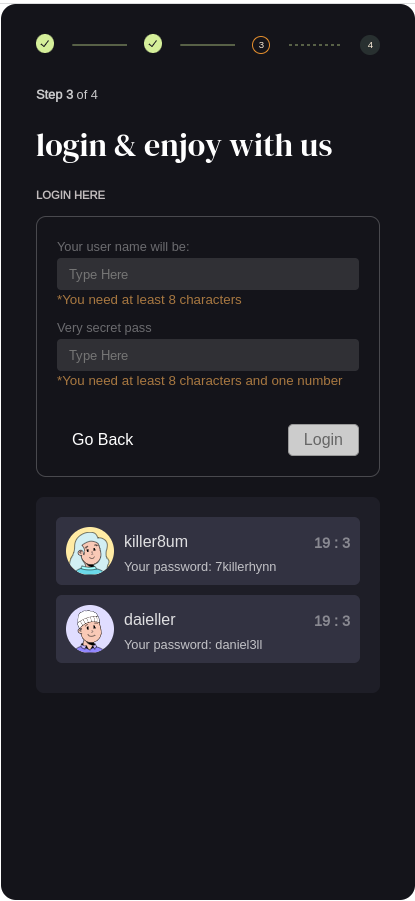 3
4
Step 3 of 4
login & enjoy with us
LOGIN HERE
Your user name will be:
Type Here
*You need at least 8 characters
Very secret pass
Type Here
*You need at least 8 characters and one number
Go Back
Login
killer8um
19 : 3
Your password: 7killerhynn
daieller
19 : 3
Your password: daniel3ll